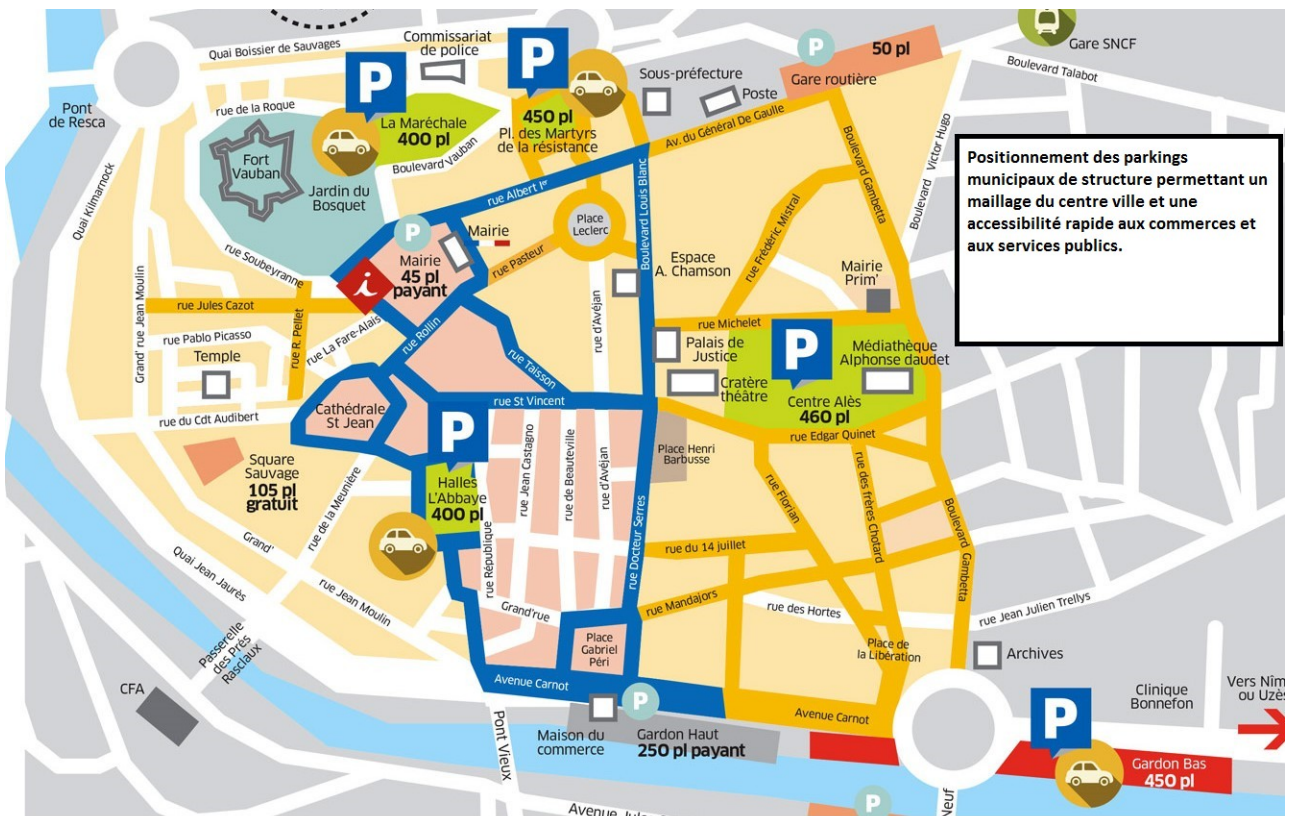 Quai Boissier de Sauvages
Commissariat
de police
P
P
P
50 pl
Gare routière
Gare SNCF
Boulevard Talabot
Pont
de Resca
rue de la Roque
La Maréchale
400 pl
450 pl
Pl. des Martyrs
de la résistance
Sous-préfecture
Poste
Av. du Général De Gaulle
Boulevard Victor Hugo
Positionnement des parkings
municipaux de structure permettant un
maillage du centre ville et une
accessibilité rapide aux commerces et
aux services publics.
Fort
Vauban
Jardin du
Bosquet
Boulevard Vauban
Quai Kilmarnock
rue Albert Ier
Boulevard Louis Blanc
Boulevard Gambetta
rue Frédéric Mistral
Place
Leclerc
P
Mairie
Mairie
45 pl
payant
rue Pasteur
Espace
A. Chamson
Mairie
Prim'
rue Soubeyranne
i
Grand' rue Jean Moulin
rue Jules Cazot
rue R. Pellet
rue Pablo Picasso
rue La Fare-Alais
rue Rollin
rue d'Avéjan
rue Michelet
Temple
rue Taisson
Palais de
Justice
P
Médiathèque
Alphonse daudet
Cratère
théâtre
Centre Alès
460 pl
rue St Vincent
Cathédrale
St Jean
rue du Cdt Audibert
P
rue Edgar Quinet
Place Henri
Barbusse
Square
Sauvage
105 pl
gratuit
Halles
L'Abbaye
400 pl
rue Jean Castagno
rue de Beauteville
rue d'Avéjan
rue de la Meunière
rue République
rue Docteur Serres
rue Florian
rue des frères Chotard
Boulevard Gambetta
rue du 14 juillet
Grand'
rue Jean Moulin
Quai Jean Jaurès
Grand'rue
rue Mandajors
rue des Hortes
rue Jean Julien Trellys
Place
Gabriel
Péri
Place de
la Libération
Archives
Passerelle
des Prés
Rasclaux
CFA
Avenue Carnot
P
Avenue Carnot
Pont Vieux
Maison du
commerce
Gardon Haut
250 pl payant
P
Clinique
Bonnefon
Vers Nîm
ou Uzès
Gardon Bas
450 pl
P
Neuf